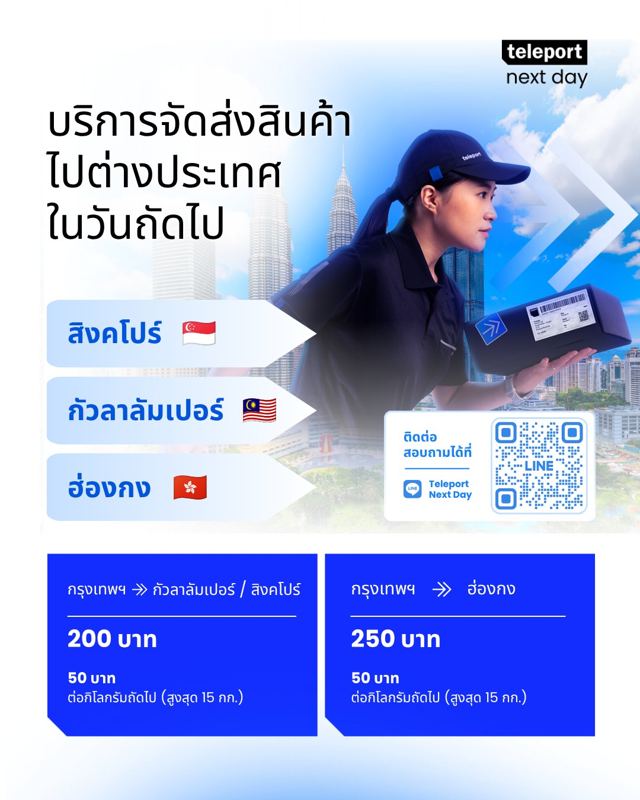 teleport
next day
บริการจัดส่งสินค้า
ไปต่างประเทศ
ในวันถัดไป
teleport
สิงคโปร์
กัวลาลัมเปอร์
ฮ่องกง
ติดต่อ
สอบถามได้ที่
LINE
Teleport
Next Day
LINE
กรุงเทพฯ กัวลาลัมเปอร์ / สิงคโปร์
200 บาท
50 บาท
ต่อกิโลกรัมถัดไป (สูงสุด 15 กก.)
กรุงเทพฯ ฮ่องกง
250 บาท
50 บาท
ต่อกิโลกรัมถัดไป (สูงสุด 15 กก.)